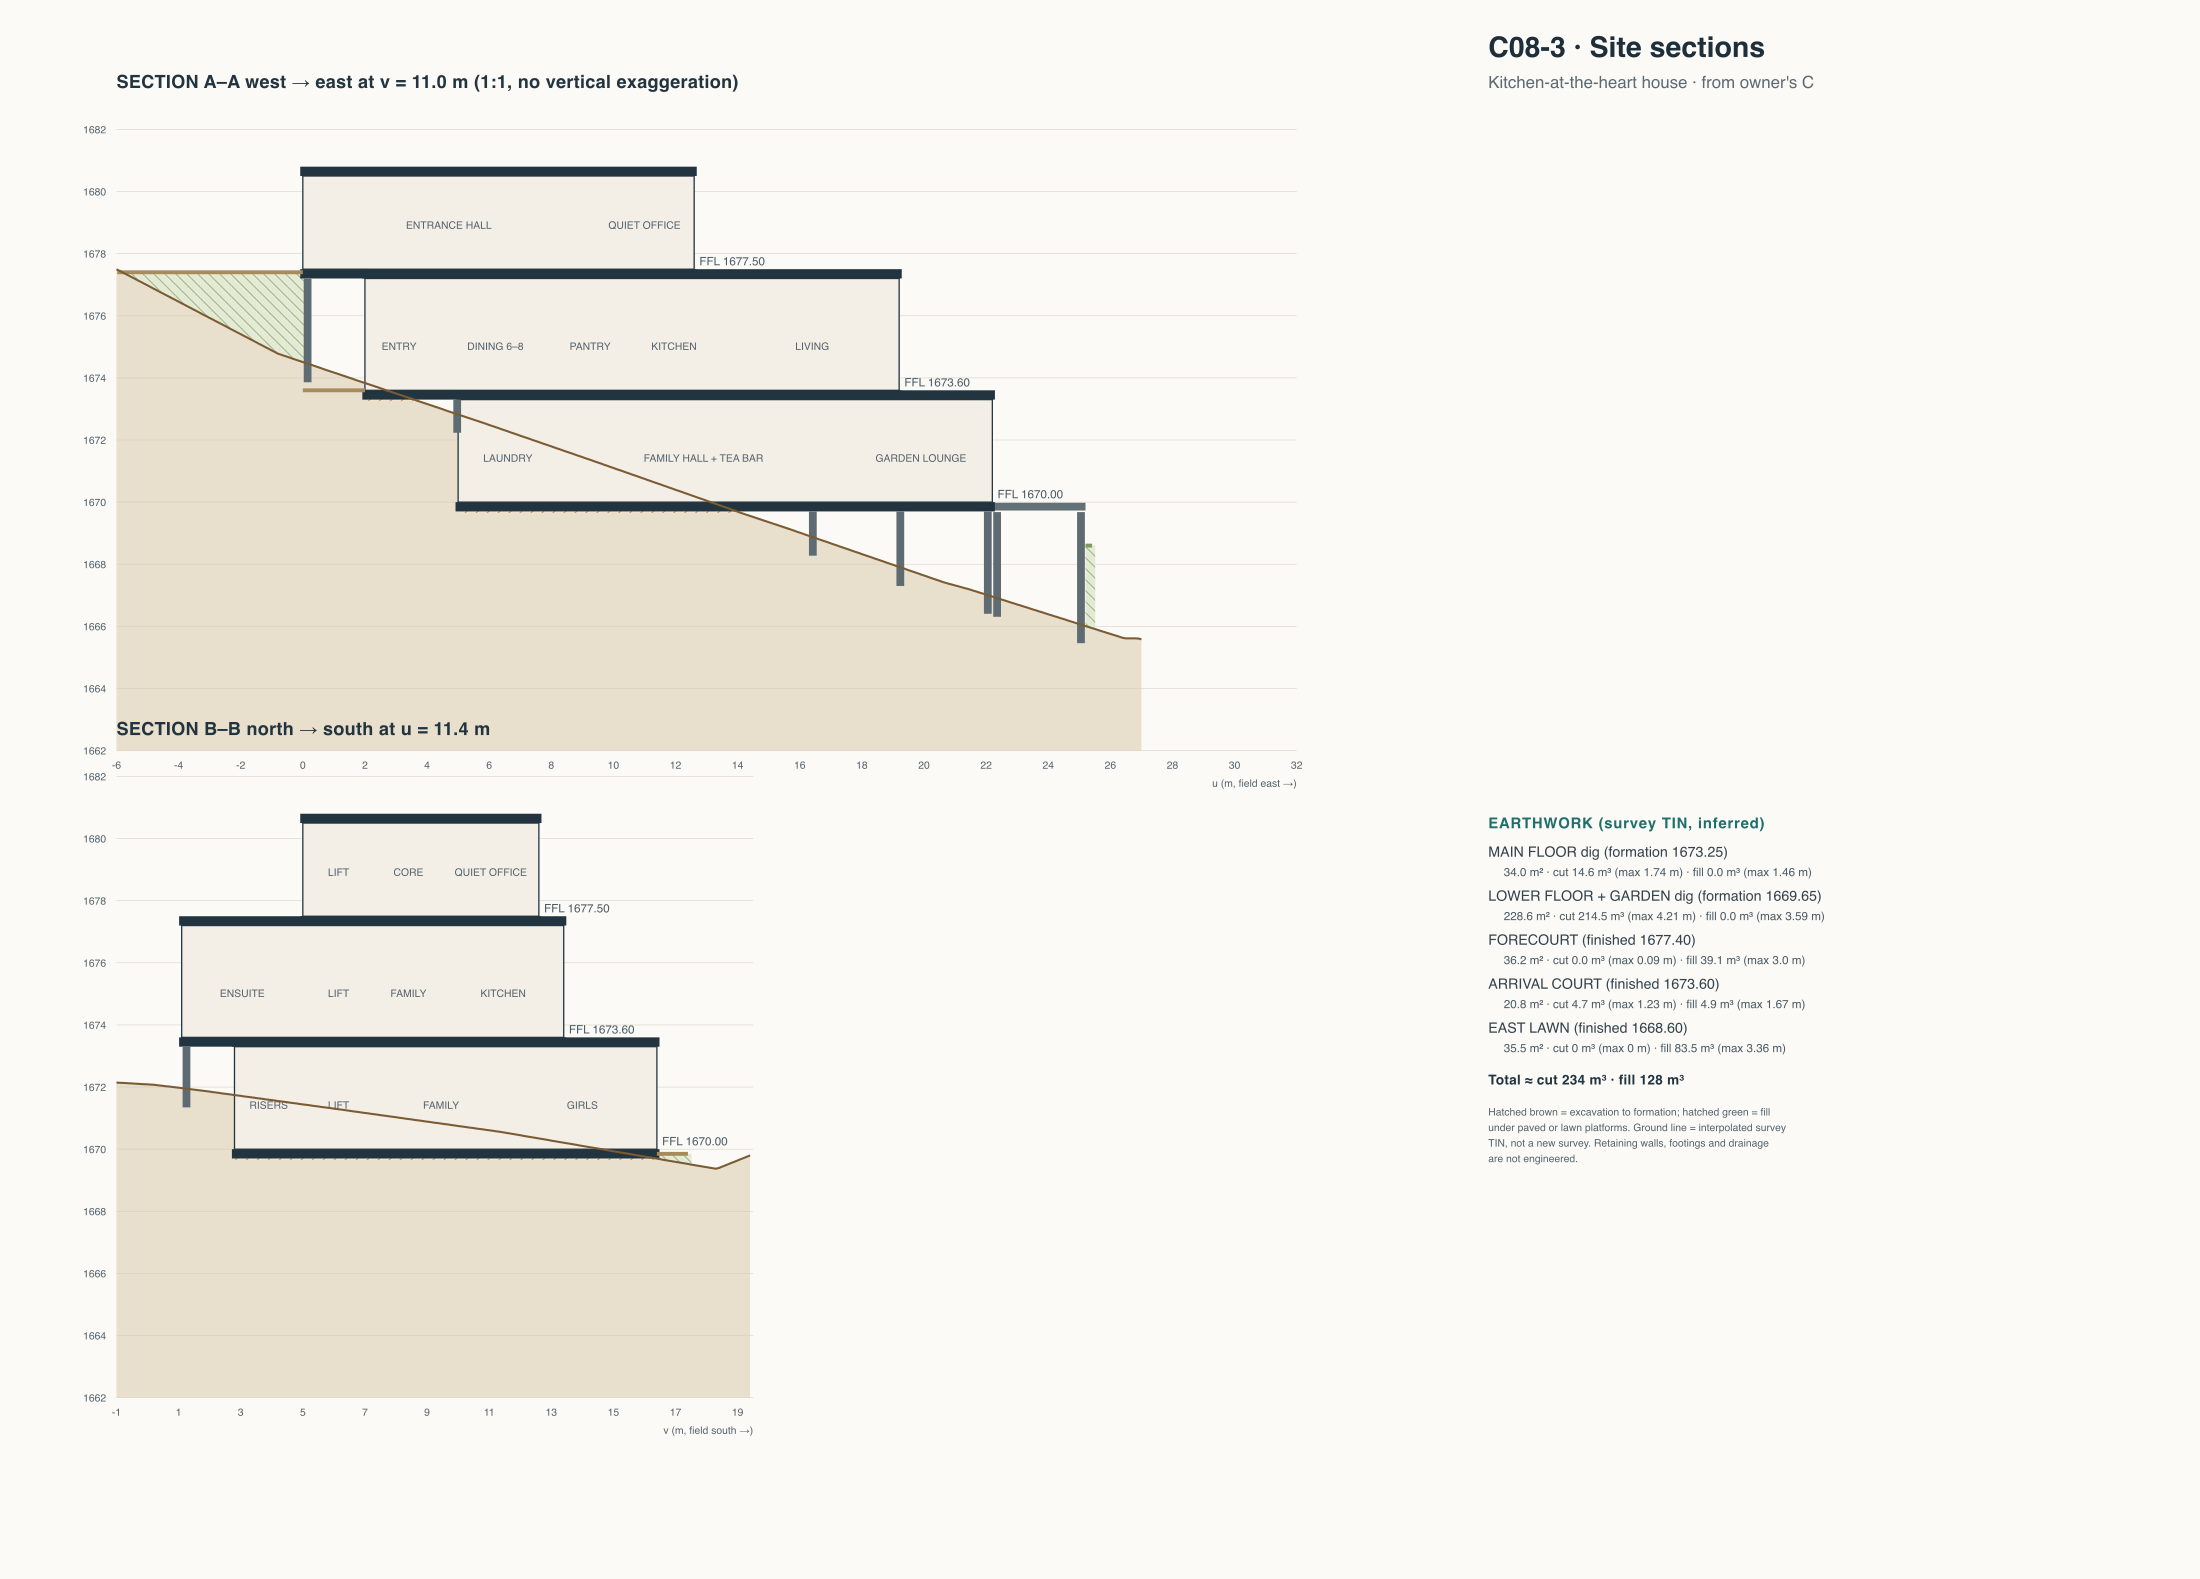 C08-3 · Site sections
Kitchen-at-the-heart house · from owner's C
SECTION A–A west → east at v = 11.0 m (1:1, no vertical exaggeration)
1682
1680
ENTRANCE HALL QUIET OFFICE
1678
FFL 1677.50
1676
ENTRY DINING 6–8 PANTRY KITCHEN LIVING
1674
FFL 1673.60
1672
LAUNDRY FAMILY HALL + TEA BAR GARDEN LOUNGE
1670
FFL 1670.00
1668
1666
1664
1662
-6 -4 -2 0 2 4 6 8 10 12 14 16 18 20 22 24 26 28 30 32
u (m, field east →)
SECTION B–B north → south at u = 11.4 m
1682
1680
LIFT CORE QUIET OFFICE
1678
FFL 1677.50
1676
ENSUITE LIFT FAMILY KITCHEN
1674
FFL 1673.60
1672
RISERS LIFT FAMILY GIRLS
1670
FFL 1670.00
1668
1666
1664
1662
-1 1 3 5 7 9 11 13 15 17 19
v (m, field south →)
EARTHWORK (survey TIN, inferred)
MAIN FLOOR dig (formation 1673.25)
34.0 m² · cut 14.6 m³ (max 1.74 m) · fill 0.0 m³ (max 1.46 m)
LOWER FLOOR + GARDEN dig (formation 1669.65)
228.6 m² · cut 214.5 m³ (max 4.21 m) · fill 0.0 m³ (max 3.59 m)
FORECOURT (finished 1677.40)
36.2 m² · cut 0.0 m³ (max 0.09 m) · fill 39.1 m³ (max 3.0 m)
ARRIVAL COURT (finished 1673.60)
20.8 m² · cut 4.7 m³ (max 1.23 m) · fill 4.9 m³ (max 1.67 m)
EAST LAWN (finished 1668.60)
35.5 m² · cut 0 m³ (max 0 m) · fill 83.5 m³ (max 3.36 m)
Total ≈ cut 234 m³ · fill 128 m³
Hatched brown = excavation to formation; hatched green = fill
under paved or lawn platforms. Ground line = interpolated survey
TIN, not a new survey. Retaining walls, footings and drainage
are not engineered.